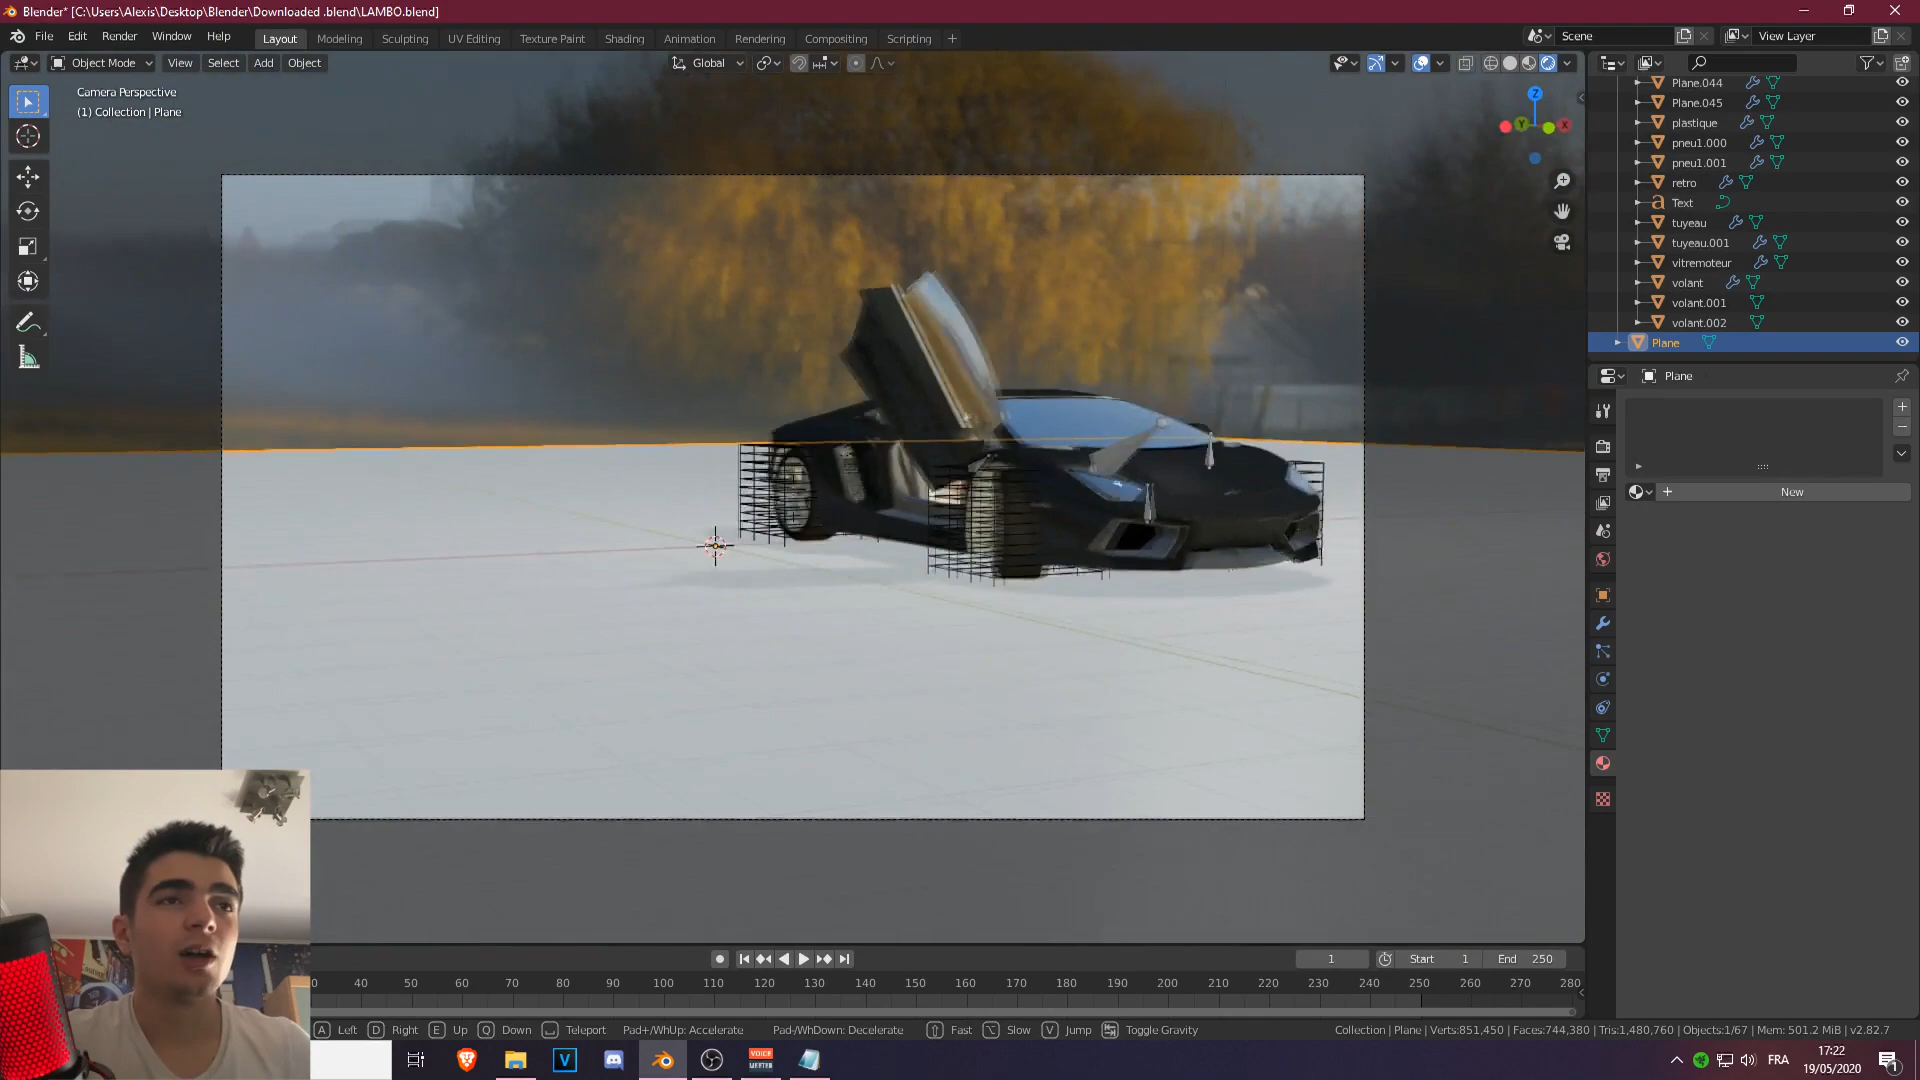 Blender* [C:\Users\Alexis\Desktop\Blender\Downloaded .blend\LAMBO.blend]
File Edit Render Window Help
Layout Modeling Sculpting UV Editing Texture Paint Shading Animation Rendering Compositing Scripting +
Scene
View Layer
Object Mode View Select Add Object
Global
Camera Perspective
(1) Collection | Plane
Z
Y
X
Plane.044
Plane.045
plastique
pneu1.000
pneu1.001
retro
Text
tuyeau
tuyeau.001
vitremoteur
volant
volant.001
volant.002
Plane
Plane
New
1
Start 1
End 250
0 40 50 60 70 80 90 100 110 120 130 140 150 160 170 180 190 200 210 220 230 240 250 260 270 280
A Left D Right E Up Q Down Teleport Pad+/WhUp: Accelerate Pad-/WhDown: Decelerate Fast Slow V Jump Toggle Gravity
Collection | Plane | Verts:851,450 | Faces:744,380 | Tris:1,480,760 | Objects:1/67 | Mem: 501.2 MiB | v2.82.7
V
VOICE
MEETER
FRA
17:22
19/05/2020
1